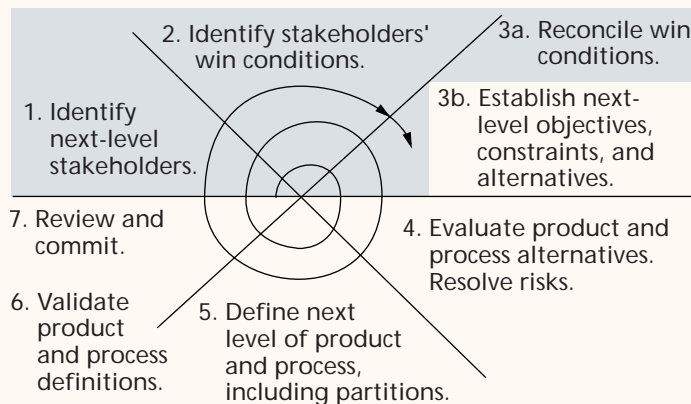 2. Identify stakeholders'
win conditions.
3a. Reconcile win
conditions.
1. Identify
next-level
stakeholders.
3b. Establish next-
level objectives,
constraints, and
alternatives.
7. Review and
commit.
4. Evaluate product and
process alternatives.
Resolve risks.
6. Validate
product
and process
definitions.
5. Define next
level of product
and process,
including partitions.